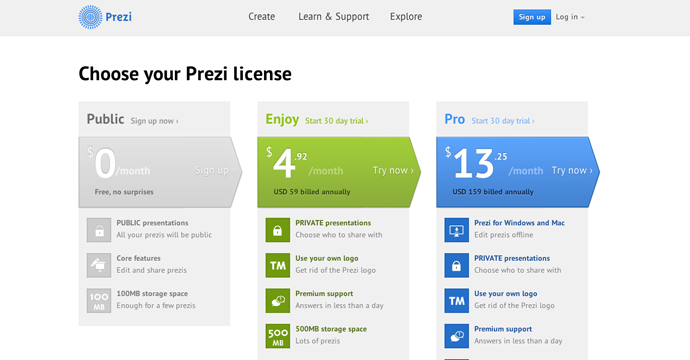 Prezi
Create
Learn & Support
Explore
Sign up
Log in
Choose your Prezi license
Public Sign up now ›
$0/month
Sign up
Free, no surprises
PUBLIC presentations
All your prezis will be public
Core features
Edit and share prezis
100 MB
100MB storage space
Enough for a few prezis
Enjoy Start 30 day trial ›
$4.92/month
Try now ›
USD 59 billed annually
PRIVATE presentations
Choose who to share with
TM
Use your own logo
Get rid of the Prezi logo
Premium support
Answers in less than a day
500 MB
500MB storage space
Lots of prezis
Pro Start 30 day trial ›
$13.25/month
Try now ›
USD 159 billed annually
Prezi for Windows and Mac
Edit prezis offline
PRIVATE presentations
Choose who to share with
TM
Use your own logo
Get rid of the Prezi logo
Premium support
Answers in less than a day